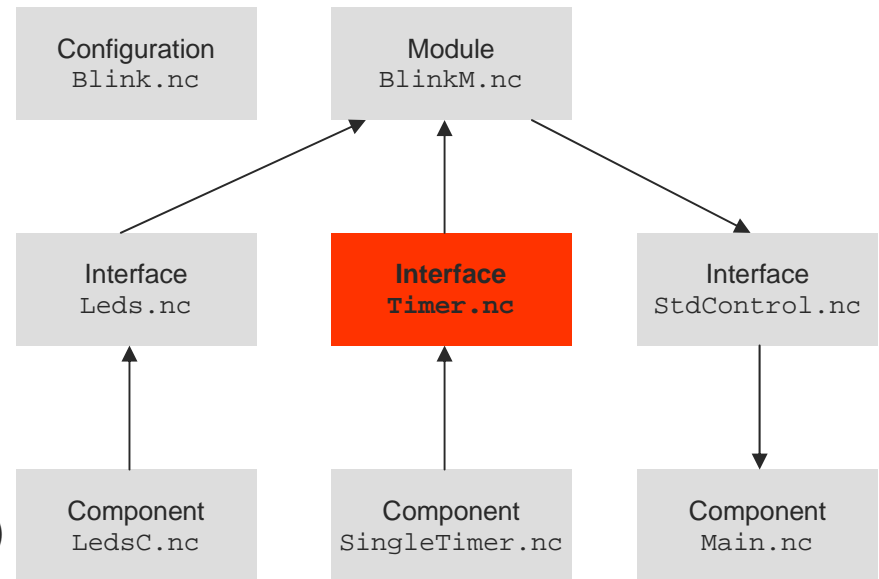 Configuration
Blink.nc
Module
BlinkM.nc
Interface
Leds.nc
Interface
Timer.nc
Interface
StdControl.nc
)
Component
LedsC.nc
Component
SingleTimer.nc
Component
Main.nc